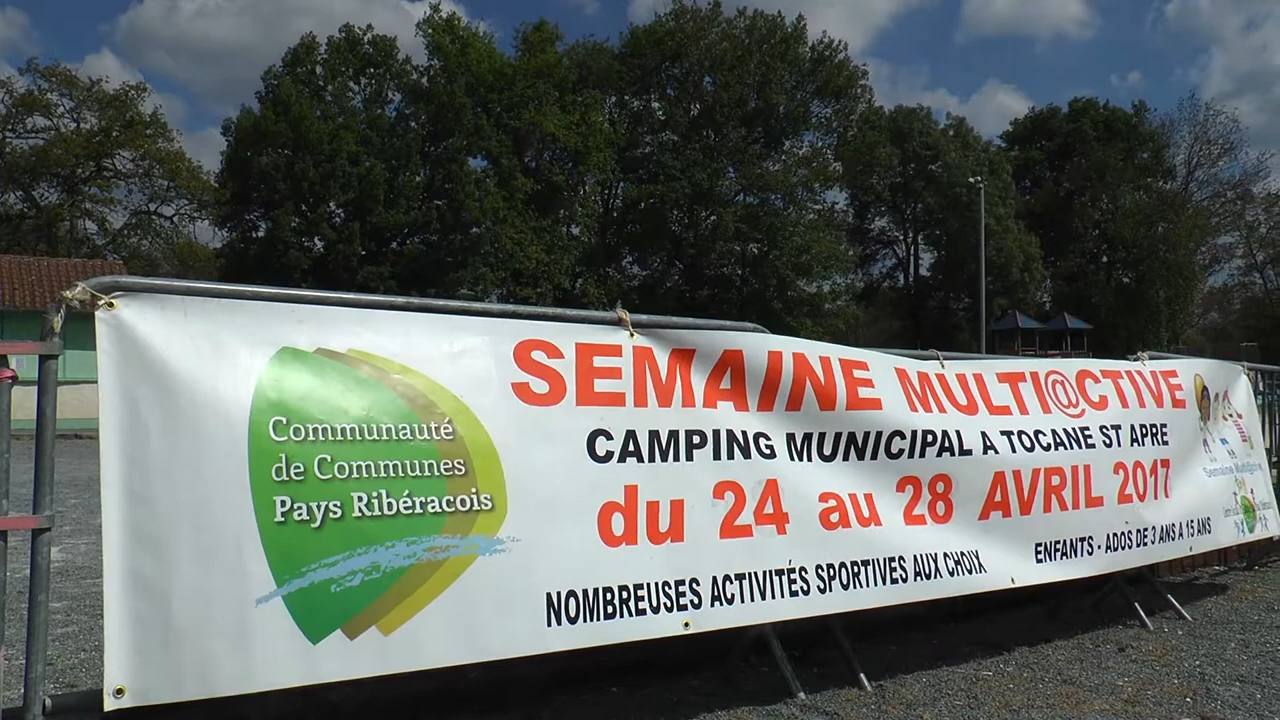 Communauté
de Communes
Pays Ribéracois
SEMAINE MULTI@CTIVE
CAMPING MUNICIPAL A TOCANE ST APRE
du 24 au 28 AVRIL 2017
NOMBREUSES ACTIVITÉS SPORTIVES AUX CHOIX
ENFANTS - ADOS DE 3 ANS A 15 ANS